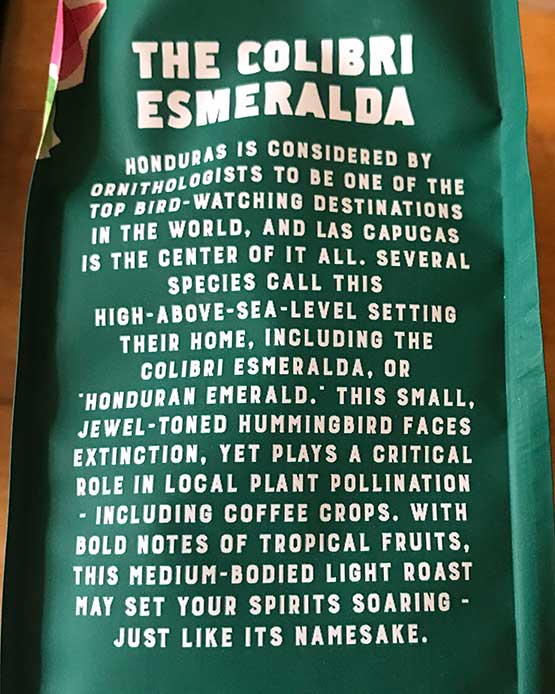 THE COLIBRI
ESMERALDA
HONDURAS IS CONSIDERED BY
ORNITHOLOGISTS TO BE ONE OF THE
TOP BIRD-WATCHING DESTINATIONS
IN THE WORLD, AND LAS CAPUCAS
IS THE CENTER OF IT ALL. SEVERAL
SPECIES CALL THIS
HIGH-ABOVE-SEA-LEVEL SETTING
THEIR HOME, INCLUDING THE
COLIBRI ESMERALDA, OR
"HONDURAN EMERALD." THIS SMALL,
JEWEL-TONED HUMMINGBIRD FACES
EXTINCTION, YET PLAYS A CRITICAL
ROLE IN LOCAL PLANT POLLINATION
- INCLUDING COFFEE CROPS. WITH
BOLD NOTES OF TROPICAL FRUITS,
THIS MEDIUM-BODIED LIGHT ROAST
MAY SET YOUR SPIRITS SOARING -
JUST LIKE ITS NAMESAKE.